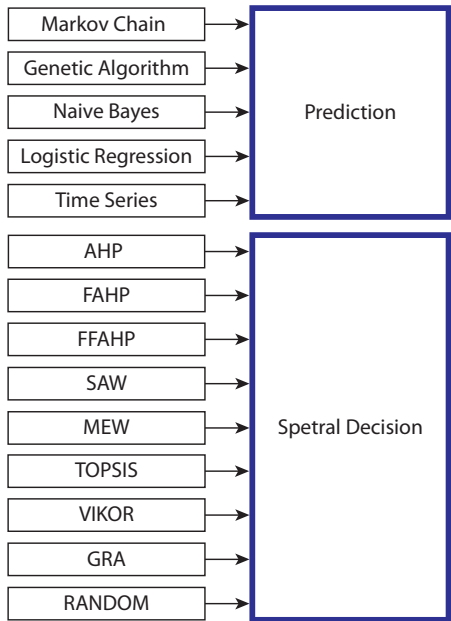 Markov Chain
Genetic Algorithm
Naive Bayes
Logistic Regression
Time Series
Prediction
AHP
FAHP
FFAHP
SAW
MEW
TOPSIS
VIKOR
GRA
RANDOM
Spetral Decision